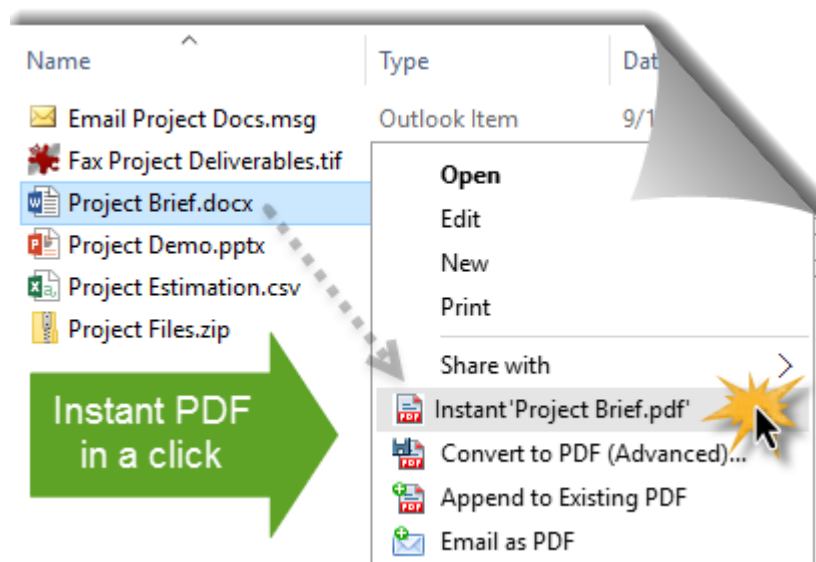 Name Type Dat
Email Project Docs.msg Outlook Item 9/1
Fax Project Deliverables.tif
Project Brief.docx
Project Demo.pptx
Project Estimation.csv
Project Files.zip
Open
Edit
New
Print
Share with
Instant'Project Brief.pdf'
Convert to PDF (Advanced)...
Append to Existing PDF
Email as PDF
Instant PDF
in a click